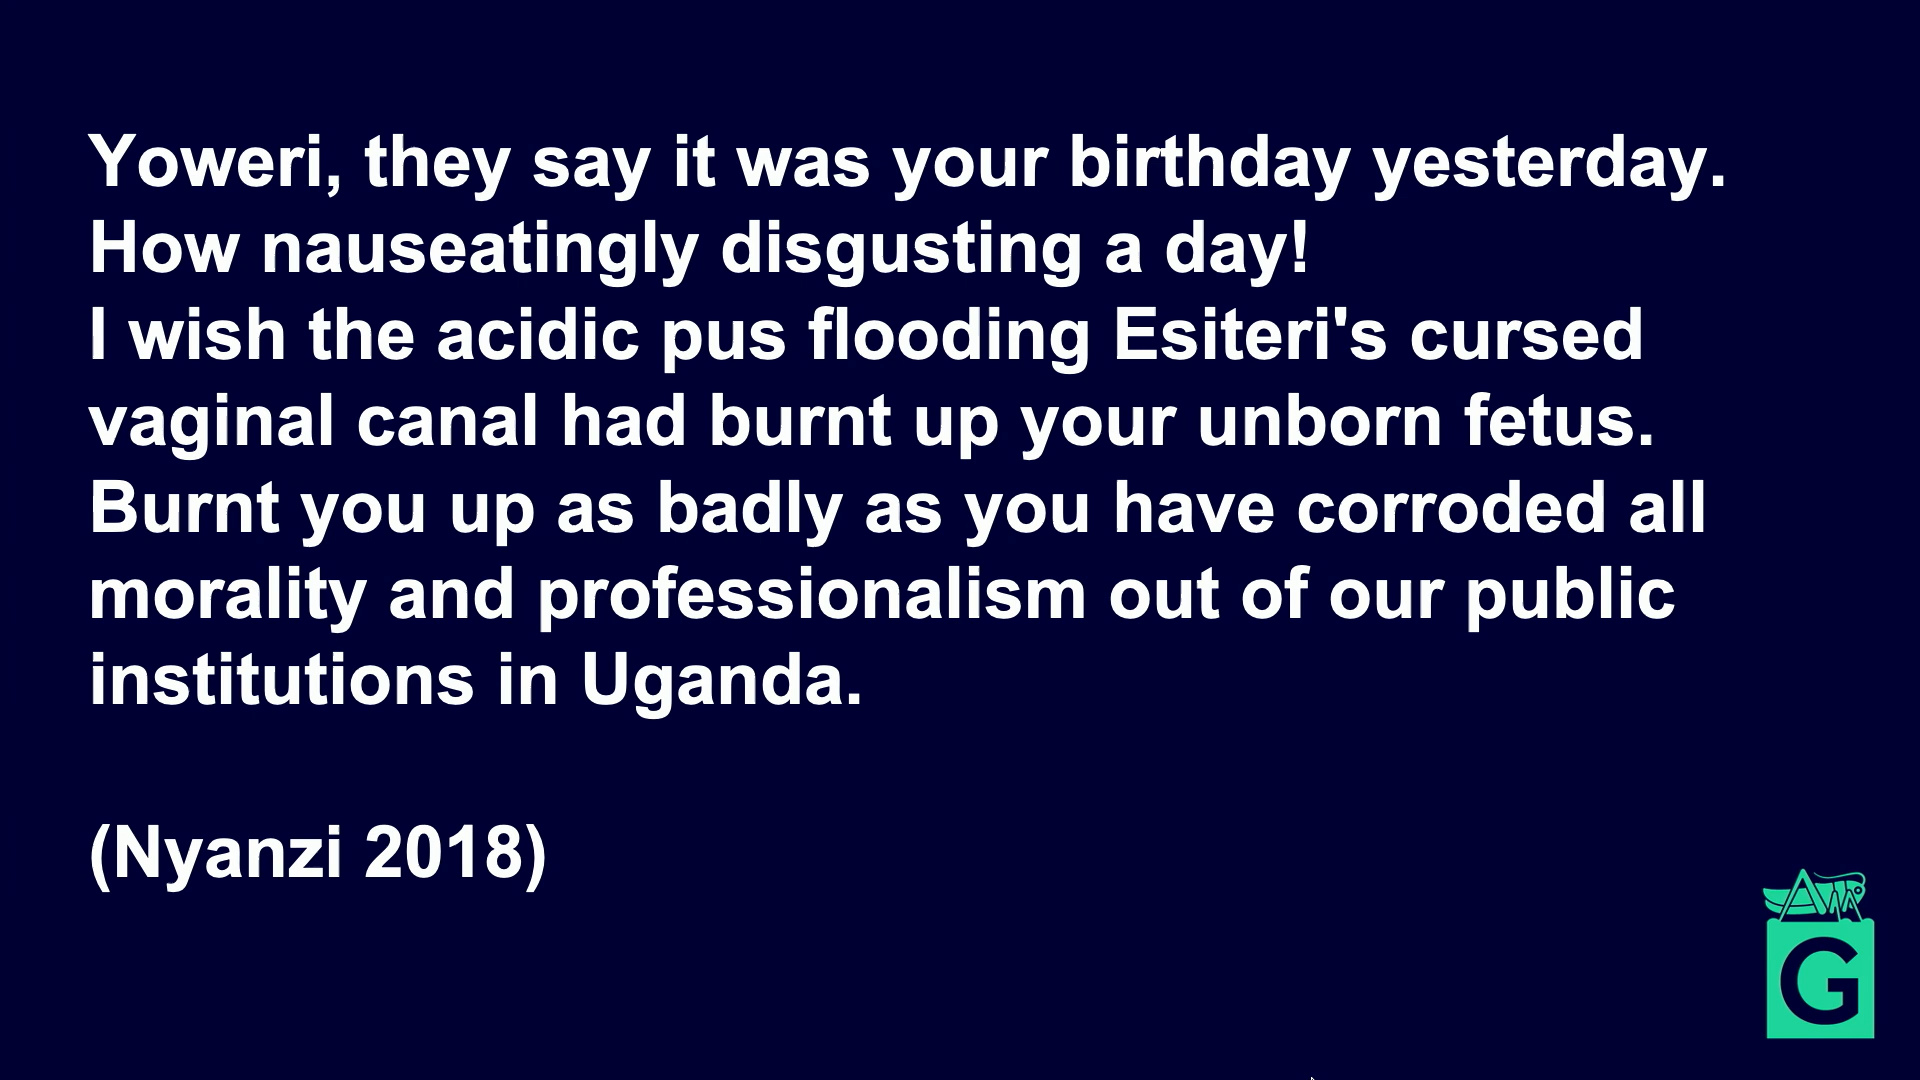 Yoweri, they say it was your birthday yesterday.
How nauseatingly disgusting a day!
I wish the acidic pus flooding Esiteri's cursed
vaginal canal had burnt up your unborn fetus.
Burnt you up as badly as you have corroded all
morality and professionalism out of our public
institutions in Uganda.
(Nyanzi 2018)
G